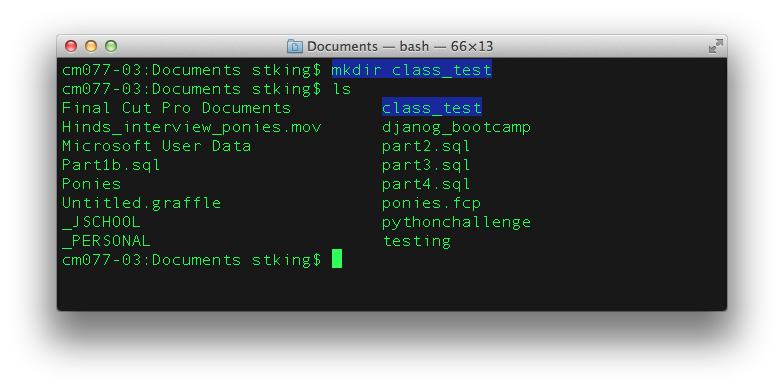 Documents — bash — 66×13
cm077-03:Documents stking$ mkdir class_test
cm077-03:Documents stking$ ls
Final Cut Pro Documents class_test
Hinds_interview_ponies.mov djanog_bootcamp
Microsoft User Data part2.sql
Part1b.sql part3.sql
Ponies part4.sql
Untitled.graffle ponies.fcp
_JSCHOOL pythonchallenge
_PERSONAL testing
cm077-03:Documents stking$